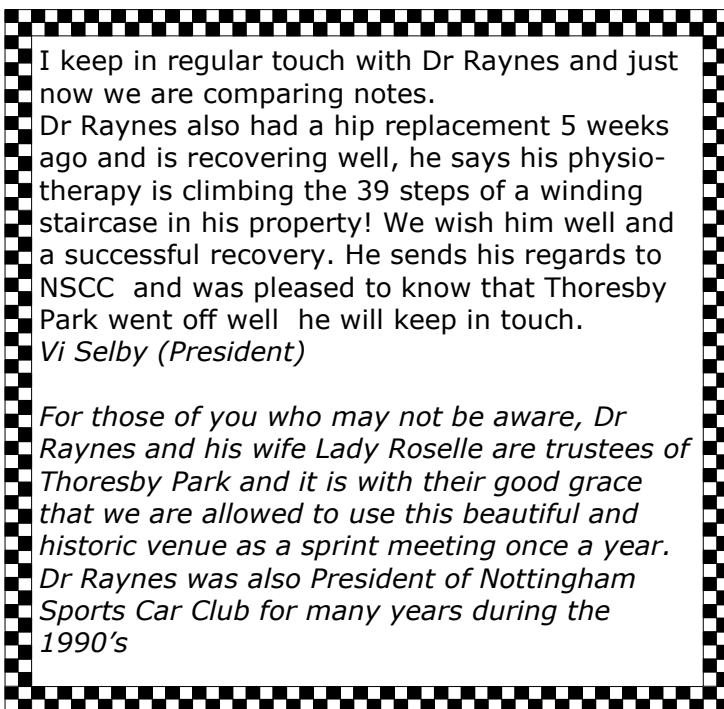 I keep in regular touch with Dr Raynes and just
now we are comparing notes.
Dr Raynes also had a hip replacement 5 weeks
ago and is recovering well, he says his physio-
therapy is climbing the 39 steps of a winding
staircase in his property! We wish him well and
a successful recovery. He sends his regards to
NSCC  and was pleased to know that Thoresby
Park went off well  he will keep in touch.
Vi Selby (President)

For those of you who may not be aware, Dr
Raynes and his wife Lady Roselle are trustees of
Thoresby Park and it is with their good grace
that we are allowed to use this beautiful and
historic venue as a sprint meeting once a year.
Dr Raynes was also President of Nottingham
Sports Car Club for many years during the
1990’s